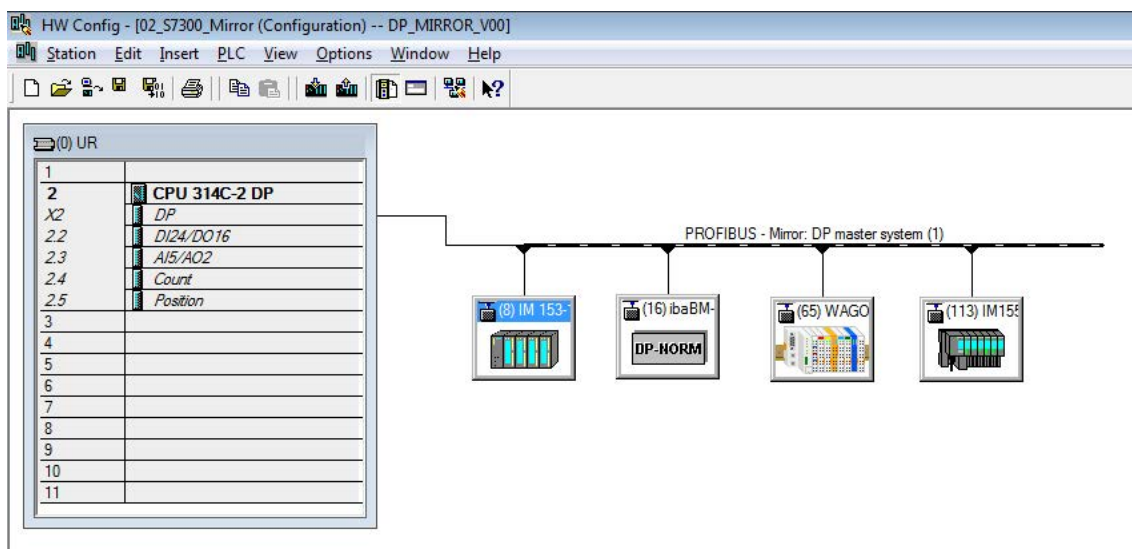 HW Config - [02_S7300_Mirror (Configuration) -- DP_MIRROR_V00]
Station Edit Insert PLC View Options Window Help
(0) UR
1
2 CPU 314C-2 DP
X2 DP
2.2 DI24/DO16
2.3 AI5/AO2
2.4 Count
2.5 Position
3
4
5
6
7
8
9
10
11
PROFIBUS - Mirror: DP master system (1)
(8) IM 153-
(16) ibaBM-
DP-NORM
(65) WAGO
(113) IM15